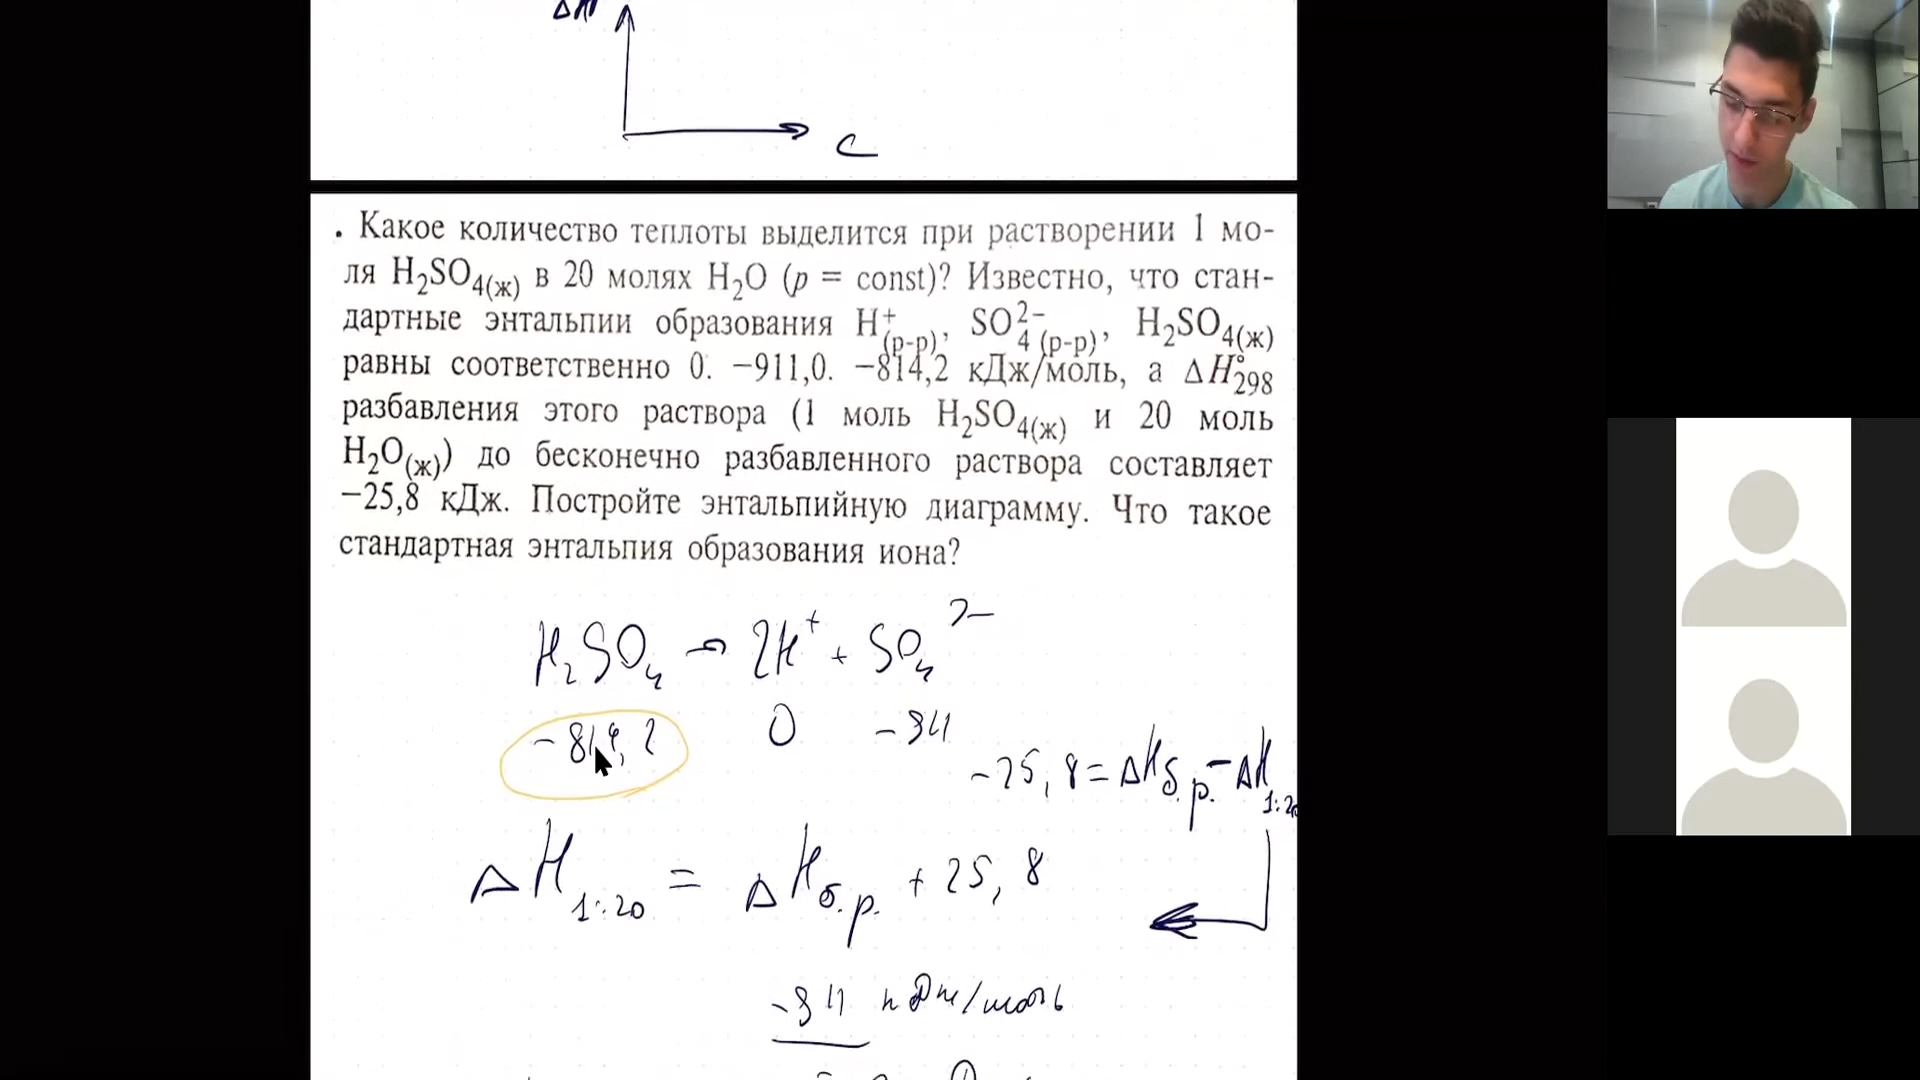 ΔH
C
. Какое количество теплоты выделится при растворении 1 мо-
ля H₂SO₄(ж) в 20 молях H₂O (p = const)? Известно, что стан-
дартные энтальпии образования H⁺(р-р), SO₄²⁻(р-р), H₂SO₄(ж)
равны соответственно 0. −911,0. −814,2 кДж/моль, а ΔH°₂₉₈
разбавления этого раствора (1 моль H₂SO₄(ж) и 20 моль
H₂O(ж)) до бесконечно разбавленного раствора составляет
−25,8 кДж. Постройте энтальпийную диаграмму. Что такое
стандартная энтальпия образования иона?
H₂SO₄ → 2H⁺ + SO₄²⁻
−814,2 0 −911
−25,8 = ΔHб.р. − ΔH1:20
ΔH1:20 = ΔHб.р. + 25,8
−911 кДж/моль